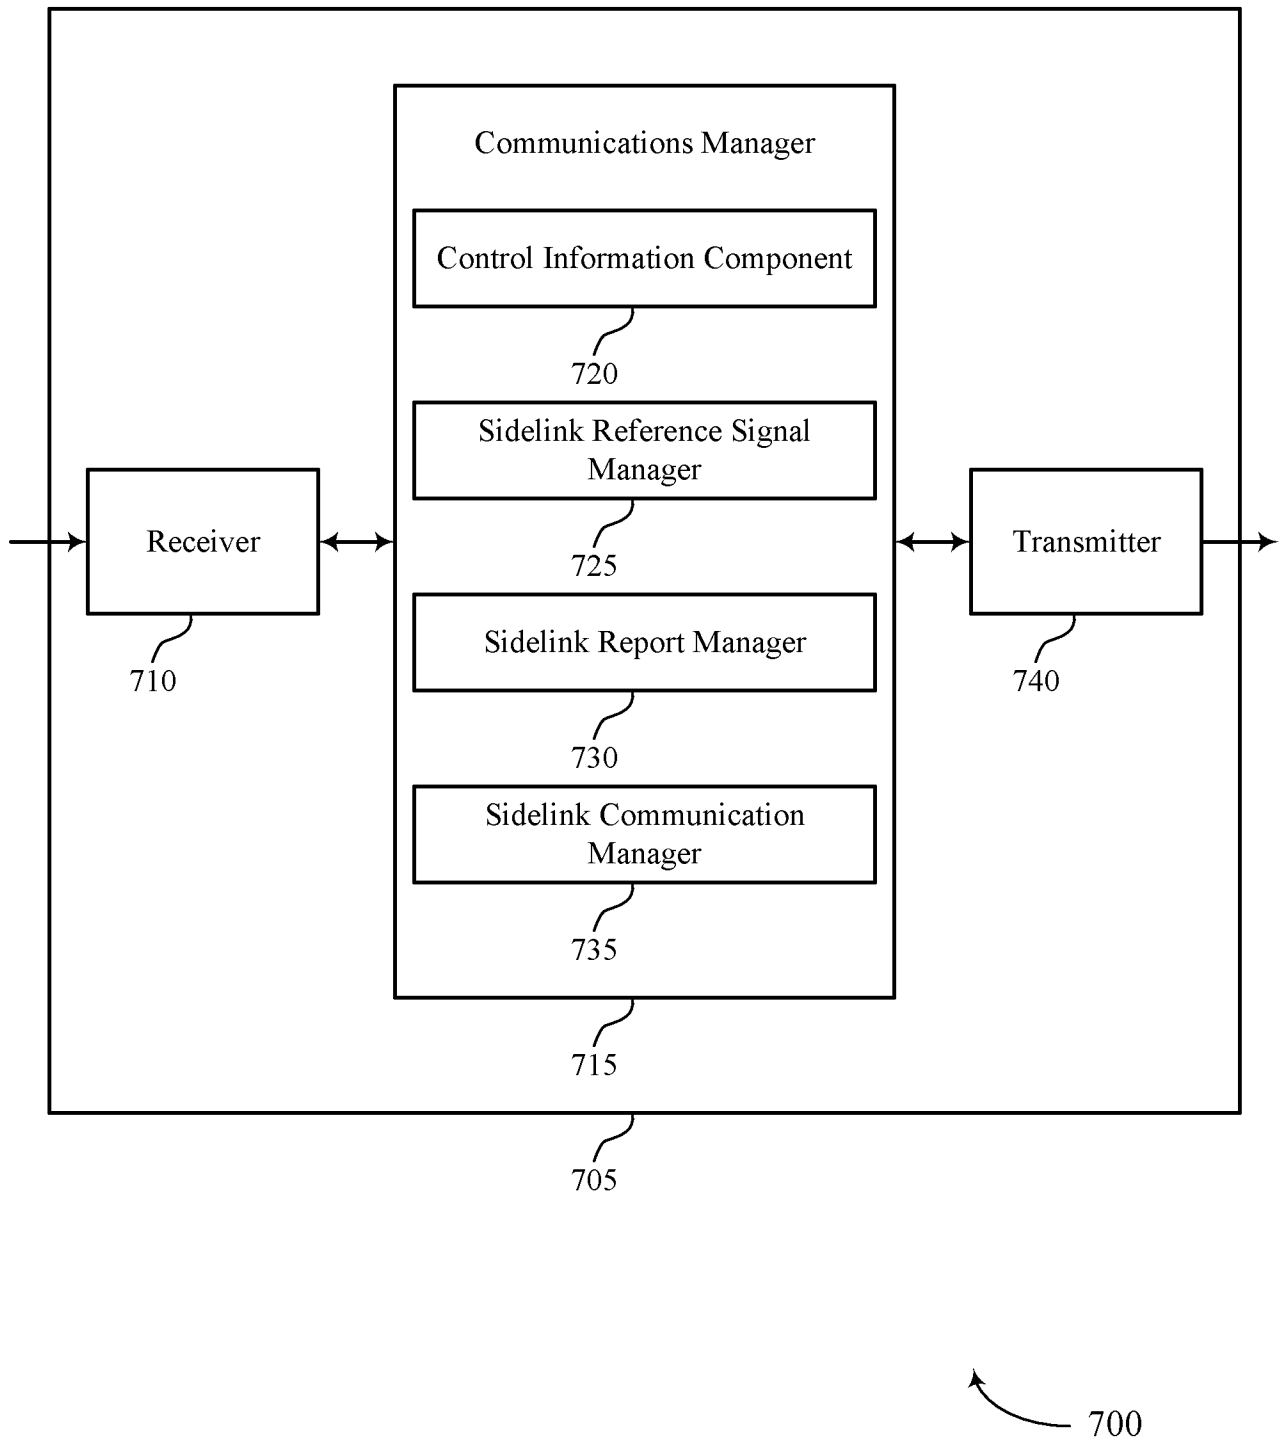 Communications Manager
Control Information Component
720
Sidelink Reference Signal
Manager
725
Receiver
710
Transmitter
740
Sidelink Report Manager
730
Sidelink Communication
Manager
735
715
705
700